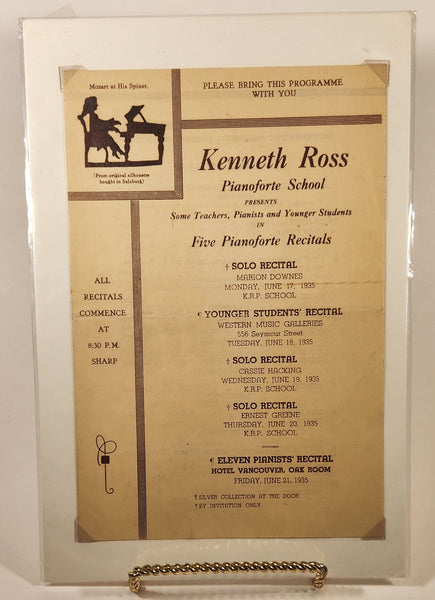 Mozart at His Spinet.
(From original silhouette
bought in Salzburg)
PLEASE BRING THIS PROGRAMME
WITH YOU
Kenneth Ross
Pianoforte School
PRESENTS
Some Teachers, Pianists and Younger Students
IN
Five Pianoforte Recitals
ALL
RECITALS
COMMENCE
AT
8:30 P.M.
SHARP
† SOLO RECITAL
MARION DOWNES
MONDAY, JUNE 17, 1935
K.R.P. SCHOOL
¶ YOUNGER STUDENTS' RECITAL
WESTERN MUSIC GALLERIES
556 Seymour Street
TUESDAY, JUNE 18, 1935
† SOLO RECITAL
CASSIE HACKING
WEDNESDAY, JUNE 19, 1935
K.R.P. SCHOOL
† SOLO RECITAL
ERNEST GREENE
THURSDAY, JUNE 20, 1935
K.R.P. SCHOOL
¶ ELEVEN PIANISTS' RECITAL
HOTEL VANCOUVER, OAK ROOM
FRIDAY, JUNE 21, 1935
¶ SILVER COLLECTION AT THE DOOR
† BY INVITATION ONLY